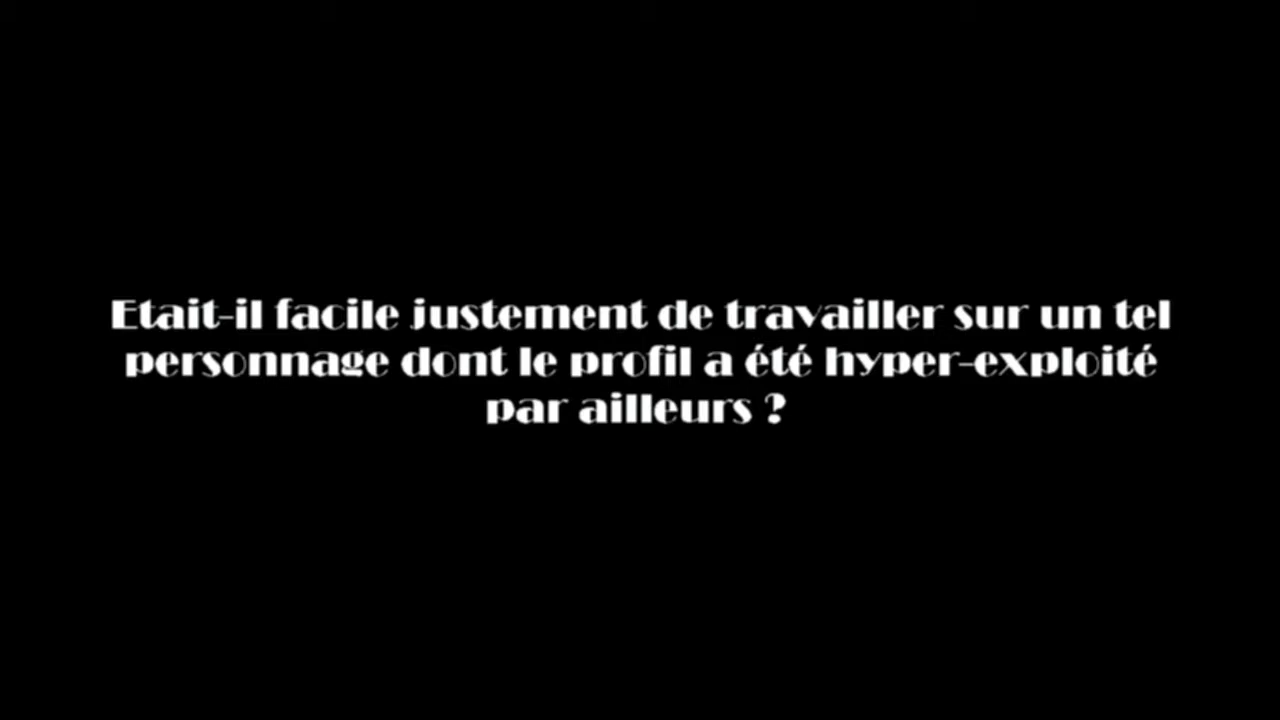 Etait-il facile justement de travailler sur un tel
personnage dont le profil a été hyper-exploité
par ailleurs ?